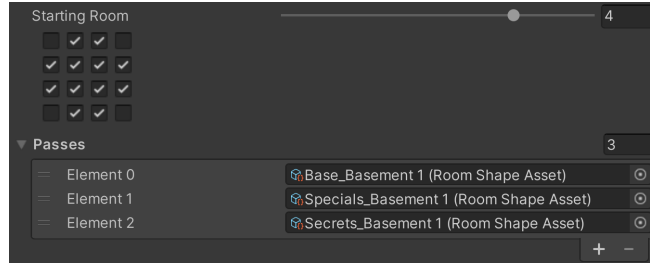 Starting Room 4
Passes 3
Element 0 Base_Basement 1 (Room Shape Asset)
Element 1 Specials_Basement 1 (Room Shape Asset)
Element 2 Secrets_Basement 1 (Room Shape Asset)
+ −